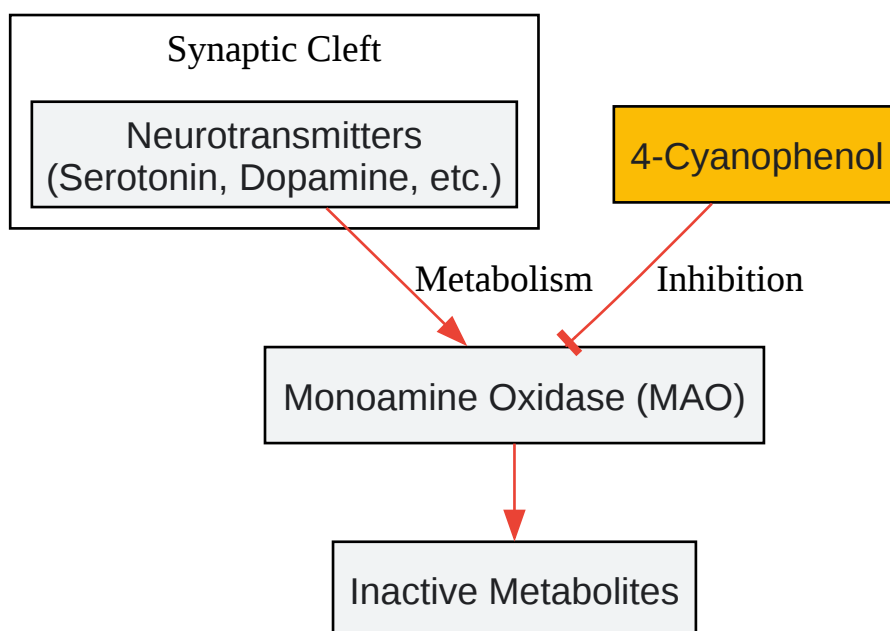 Synaptic Cleft
Neurotransmitters
(Serotonin, Dopamine, etc.)
4-Cyanophenol
Metabolism
Inhibition
Monoamine Oxidase (MAO)
Inactive Metabolites